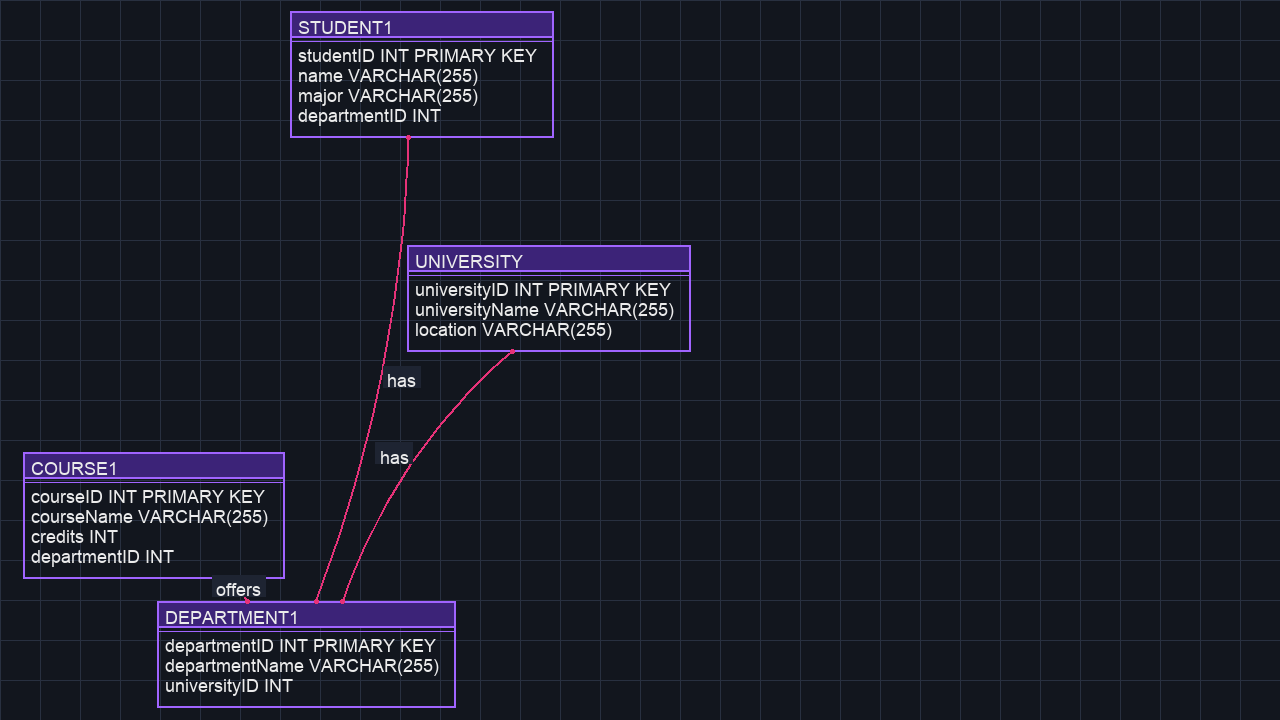 STUDENT1
studentID INT PRIMARY KEY
name VARCHAR(255)
major VARCHAR(255)
departmentID INT
UNIVERSITY
universityID INT PRIMARY KEY
universityName VARCHAR(255)
location VARCHAR(255)
has
has
COURSE1
courseID INT PRIMARY KEY
courseName VARCHAR(255)
credits INT
departmentID INT
offers
DEPARTMENT1
departmentID INT PRIMARY KEY
departmentName VARCHAR(255)
universityID INT